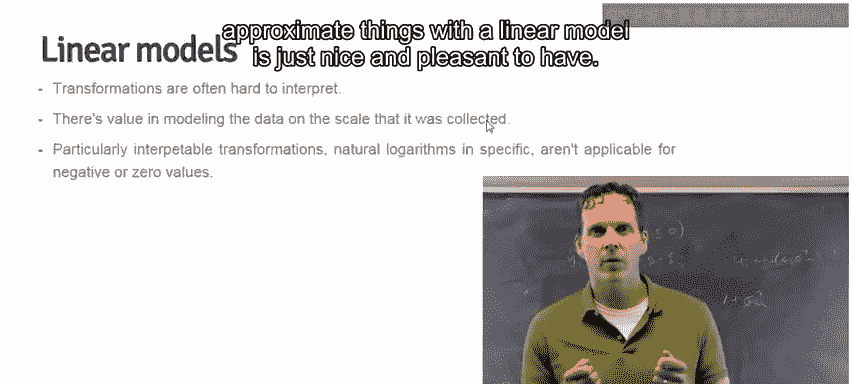 approximate things with a linear model
is just nice and pleasant to have.
Linear models
- Transformations are often hard to interpret.
- There's value in modeling the data on the scale that it was collected.
- Particularly interpetable transformations, natural logarithms in specific, aren't applicable for
negative or zero values.